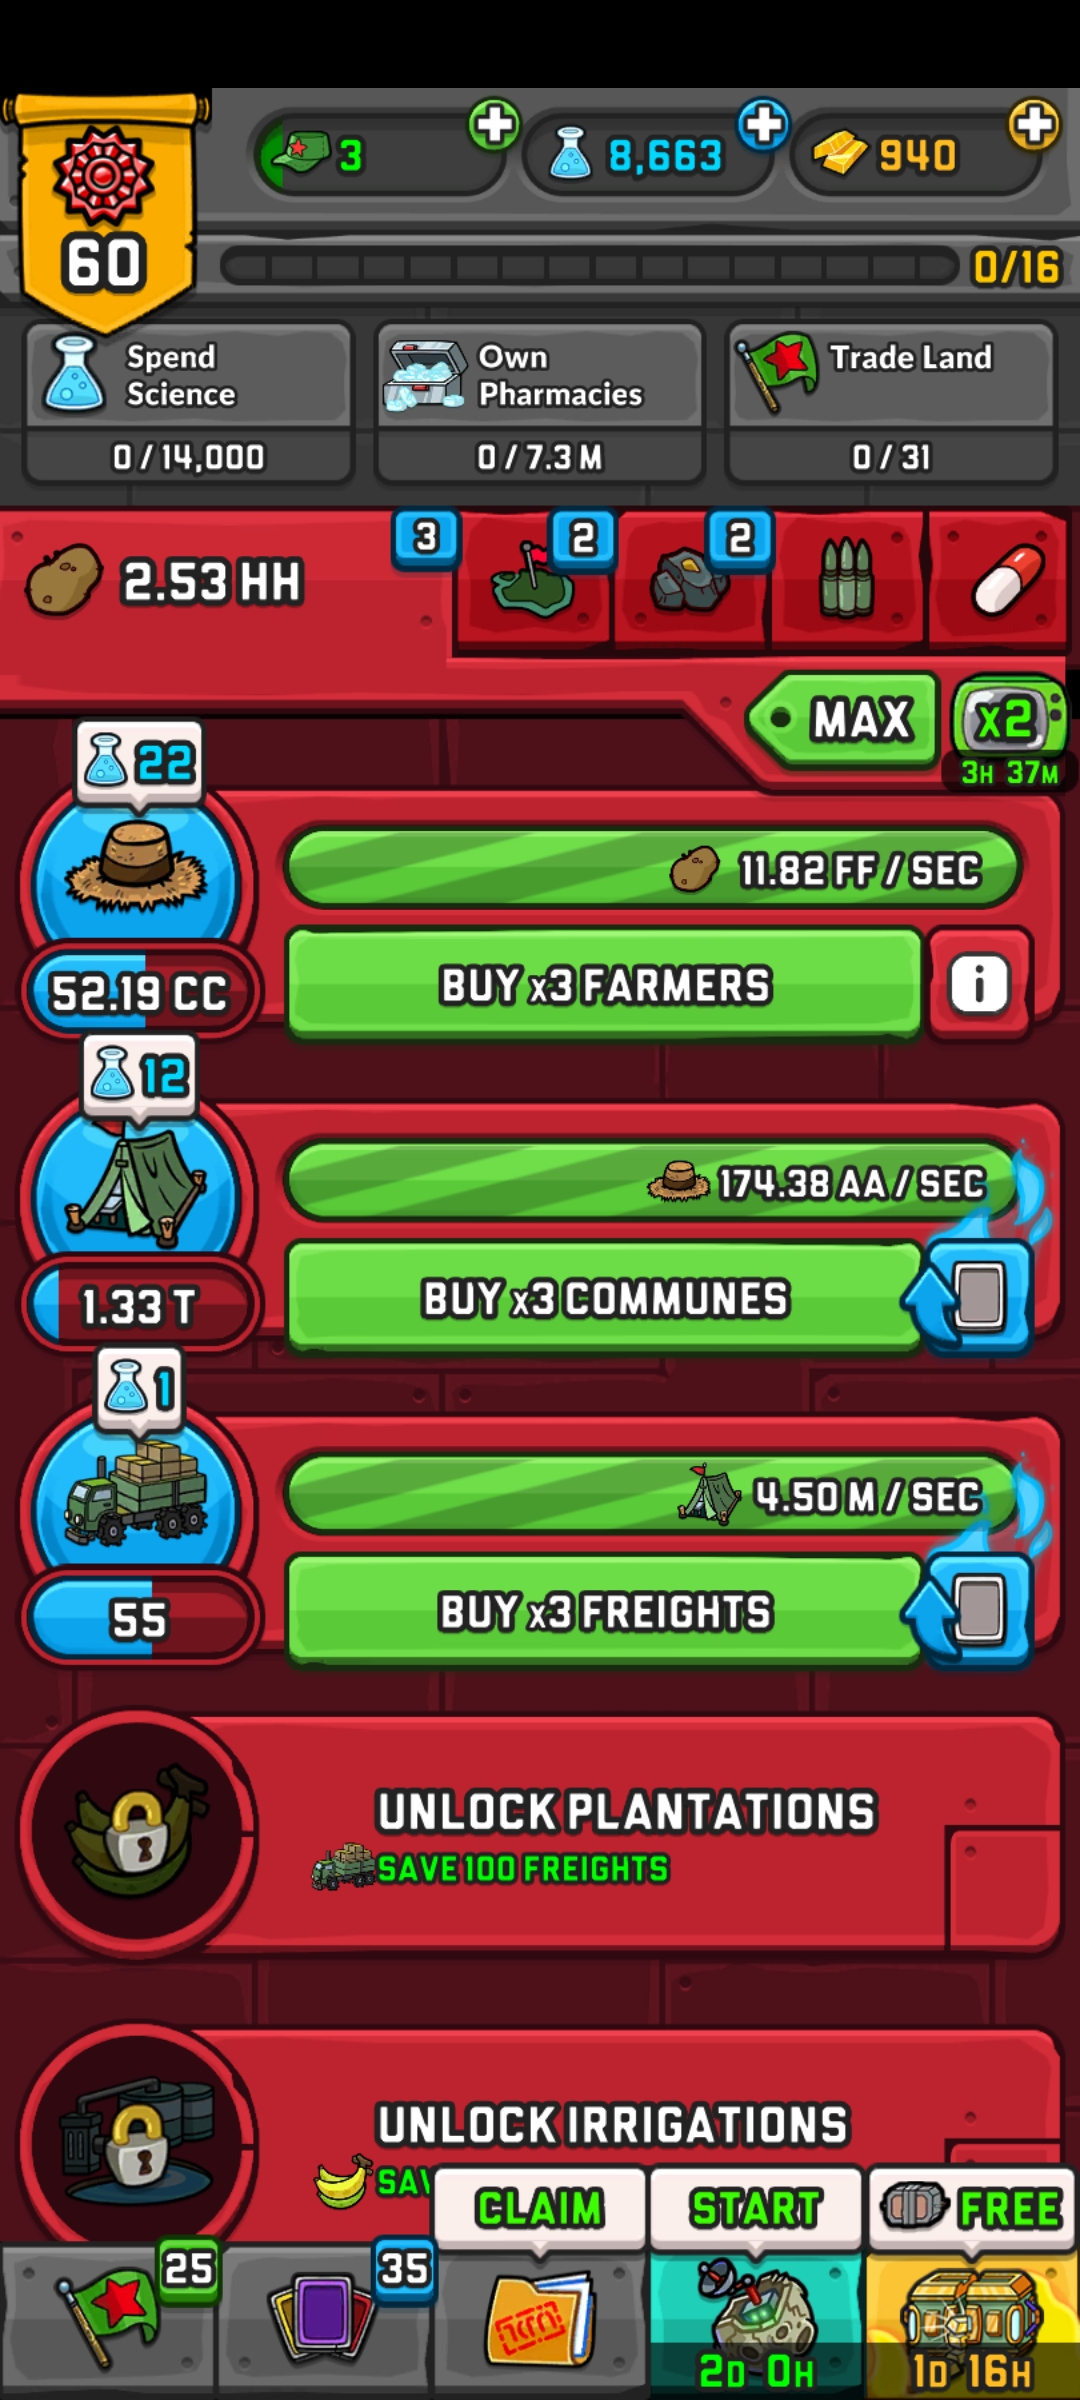 3
8,663
940
60
0/16
Spend
Science
0 / 14,000
Own
Pharmacies
0 / 7.3 M
Trade Land
0 / 31
2.53 HH
3
2
2
MAX
x2
3H 37M
22
11.82 FF / SEC
52.19 CC
BUY x3 FARMERS
i
12
174.38 AA / SEC
1.33 T
BUY x3 COMMUNES
1
4.50 M / SEC
55
BUY x3 FREIGHTS
UNLOCK PLANTATIONS
SAVE 100 FREIGHTS
UNLOCK IRRIGATIONS
CLAIM
START
FREE
25
35
2D 0H
1D 16H